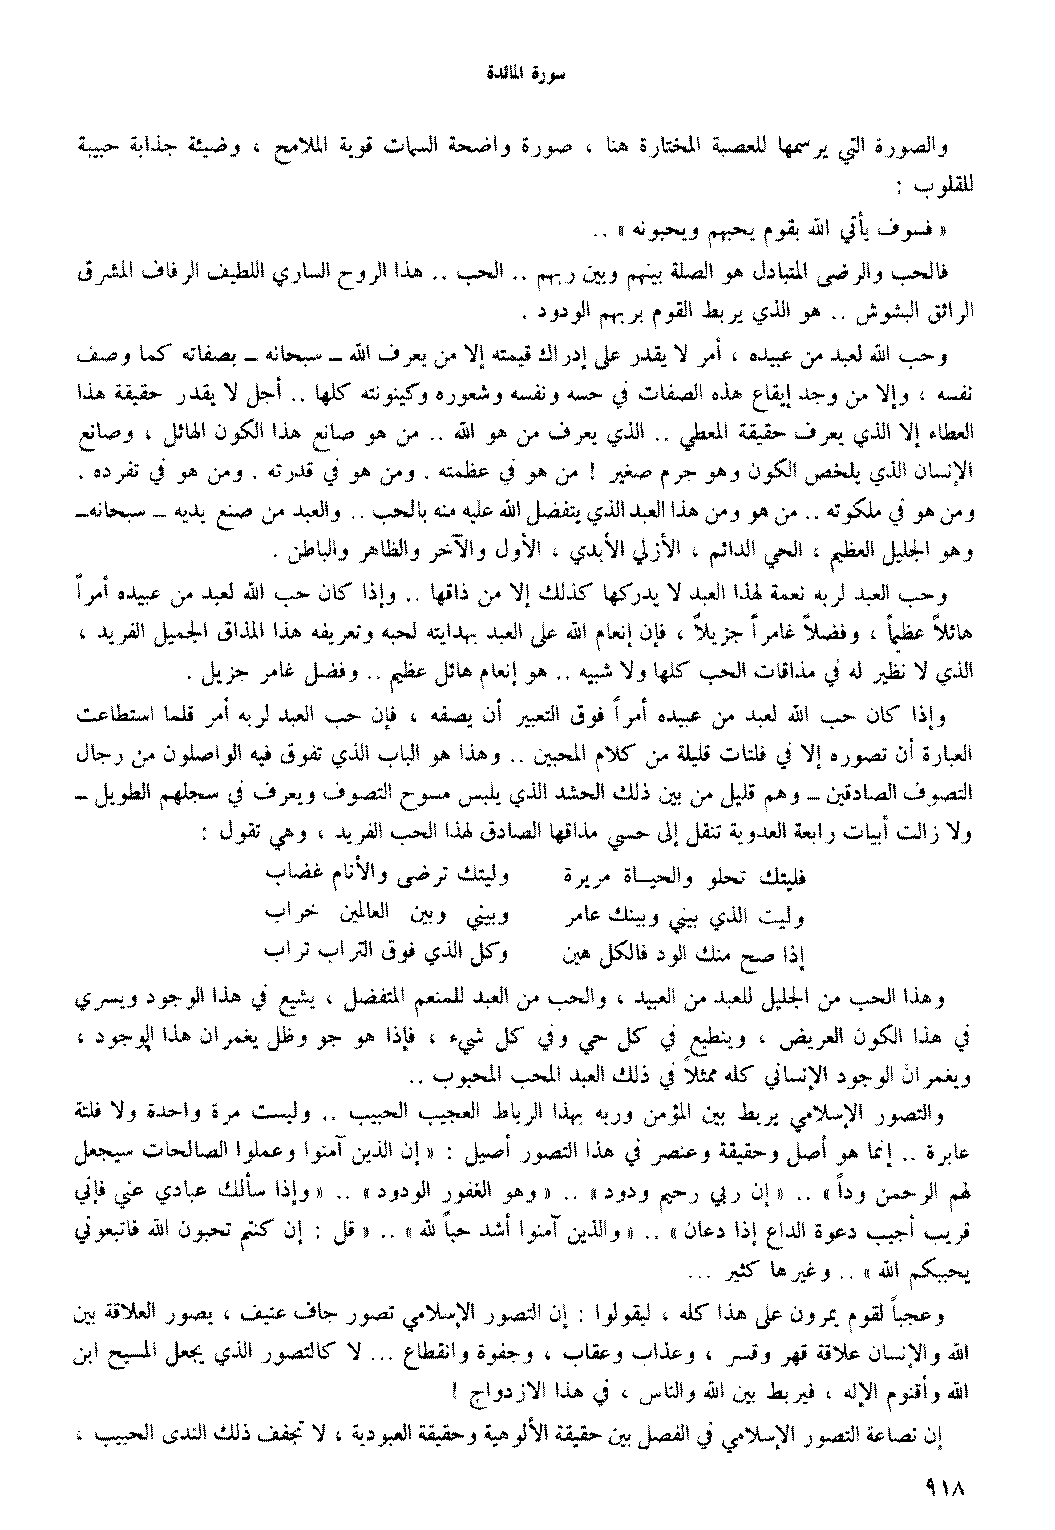 سورة المائدة
والصورة التي يرسمها للعصبة المختارة هنا ، صورة واضحة السمات قوية الملامح ، وضيئة جذابة حبيبة
للقلوب :
« فسوف يأتي الله بقوم يحبهم ويحبونه » ..
فالحب والرضى المتبادل هو الصلة بينهم وبين ربهم .. الحب .. هذا الروح الساري اللطيف الرفاف المشرق
الرائق البشوش .. هو الذي يربط القوم بربهم الودود .
وحب الله لعبد من عبيده ، أمر لا يقدر على إدراك قيمته إلا من يعرف الله ــ سبحانه ــ بصفاته كما وصف
نفسه ، وإلا من وجد إيقاع هذه الصفات في حسه ونفسه وشعوره وكينونته كلها .. أجل لا يقدر حقيقة هذا
العطاء إلا الذي يعرف حقيقة المعطي .. الذي يعرف من هو الله .. من هو صانع هذا الكون الهائل ، وصانع
الإنسان الذي يلخص الكون وهو جرم صغير ! من هو في عظمته . ومن هو في قدرته . ومن هو في تفرده .
ومن هو في ملكوته .. من هو ومن هذا العبد الذي يتفضل الله عليه منه بالحب .. والعبد من صنع يديه ــ سبحانه ــ
وهو الجليل العظيم ، الحي الدائم ، الأزلي الأبدي ، الأول والآخر والظاهر والباطن .
وحب العبد لربه نعمة لهذا العبد لا يدركها كذلك إلا من ذاقها .. وإذا كان حب الله لعبد من عبيده أمراً
هائلاً عظيماً ، وفضلاً غامراً جزيلاً ، فإن إنعام الله على العبد بهدايته لحبه وتعريفه هذا المذاق الجميل الفريد ،
الذي لا نظير له في مذاقات الحب كلها ولا شبيه .. هو إنعام هائل عظيم .. وفضل غامر جزيل .
وإذا كان حب الله لعبد من عبيده أمراً فوق التعبير أن يصفه ، فإن حب العبد لربه أمر قلما استطاعت
العبارة أن تصوره إلا في فلتات قليلة من كلام المحبين .. وهذا هو الباب الذي تفوق فيه الواصلون من رجال
التصوف الصادقين ــ وهم قليل من بين ذلك الحشد الذي يلبس مسوح التصوف ويعرف في سجلهم الطويل ــ
ولا زالت أبيات رابعة العدوية تنقل إلى حسي مذاقها الصادق لهذا الحب الفريد ، وهي تقول :
فليتك تحلو والحيــاة مريرة وليتك ترضى والأنام غضاب
وليت الذي بيني وبينك عامر وبيني وبين العالمين خراب
إذا صح منك الود فالكل هين وكل الذي فوق التراب تراب
وهذا الحب من الجليل للعبد من العبيد ، والحب من العبد للمنعم المتفضل ، يشيع في هذا الوجود ويسري
في هذا الكون العريض ، وينطبع في كل حي وفي كل شيء ، فإذا هو جو وظل يغمران هذا الوجود ،
ويغمران الوجود الإنساني كله ممثلاً في ذلك العبد المحب المحبوب ..
والتصور الإسلامي يربط بين المؤمن وربه بهذا الرباط العجيب الحبيب .. وليست مرة واحدة ولا فلتة
عابرة .. إنما هو أصل وحقيقة وعنصر في هذا التصور أصيل : « إن الذين آمنوا وعملوا الصالحات سيجعل
لهم الرحمن وداً » .. « إن ربي رحيم ودود » .. « وهو الغفور الودود » .. « وإذا سألك عبادي عني فإني
قريب أجيب دعوة الداع إذا دعان » .. « والذين آمنوا أشد حباً لله » .. « قل : إن كنتم تحبون الله فاتبعوني
يحببكم الله » .. وغيرها كثير ...
وعجباً لقوم يمرون على هذا كله ، ليقولوا : إن التصور الإسلامي تصور جاف عنيف ، يصور العلاقة بين
الله والإنسان علاقة قهر وقسر ، وعذاب وعقاب ، وجفوة وانقطاع ... لا كالتصور الذي يجعل المسيح ابن
الله وأقنوم الإله ، فيربط بين الله والناس ، في هذا الازدواج !
إن نصاعة التصور الإسلامي في الفصل بين حقيقة الألوهية وحقيقة العبودية ، لا تجفف ذلك الندى الحبيب ،
٩١٨